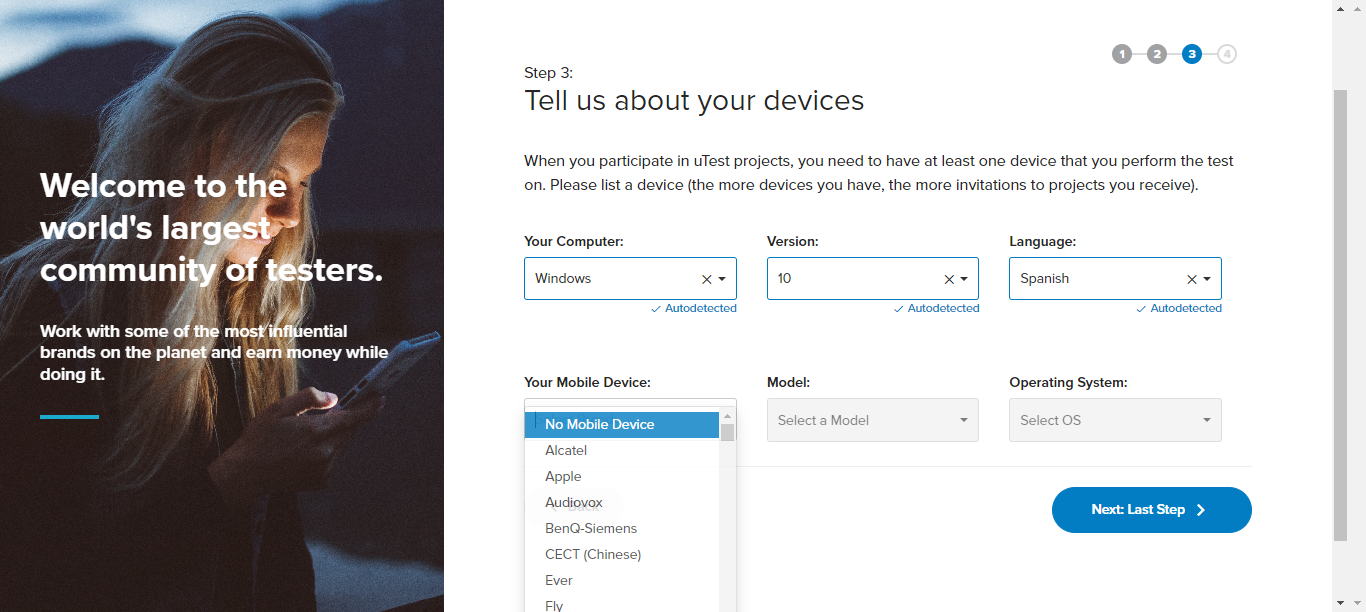 Welcome to the
world's largest
community of testers.
Work with some of the most influential
brands on the planet and earn money while
doing it.
1 2 3 4
Step 3:
Tell us about your devices
When you participate in uTest projects, you need to have at least one device that you perform the test
on. Please list a device (the more devices you have, the more invitations to projects you receive).
Your Computer: Version: Language:
Windows 10 Spanish
Autodetected Autodetected Autodetected
Your Mobile Device: Model: Operating System:
Select a Model Select OS
No Mobile Device
Alcatel
Apple
Audiovox
BenQ-Siemens
CECT (Chinese)
Ever
Fly
Back
Next: Last Step